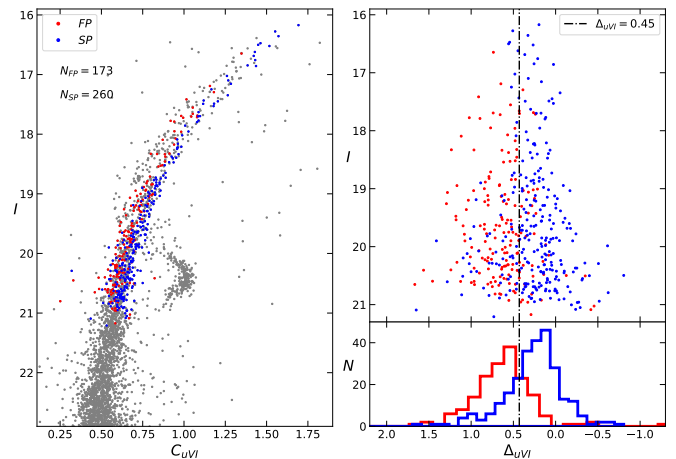 FP
SP
N_FP = 173
N_SP = 260
16
17
18
19
20
21
22
I
0.25 0.50 0.75 1.00 1.25 1.50 1.75
C_uVI
Δ_uVI = 0.45
16
17
18
19
20
21
I
40
20
0
N
2.0 1.5 1.0 0.5 0.0 −0.5 −1.0
Δ_uVI